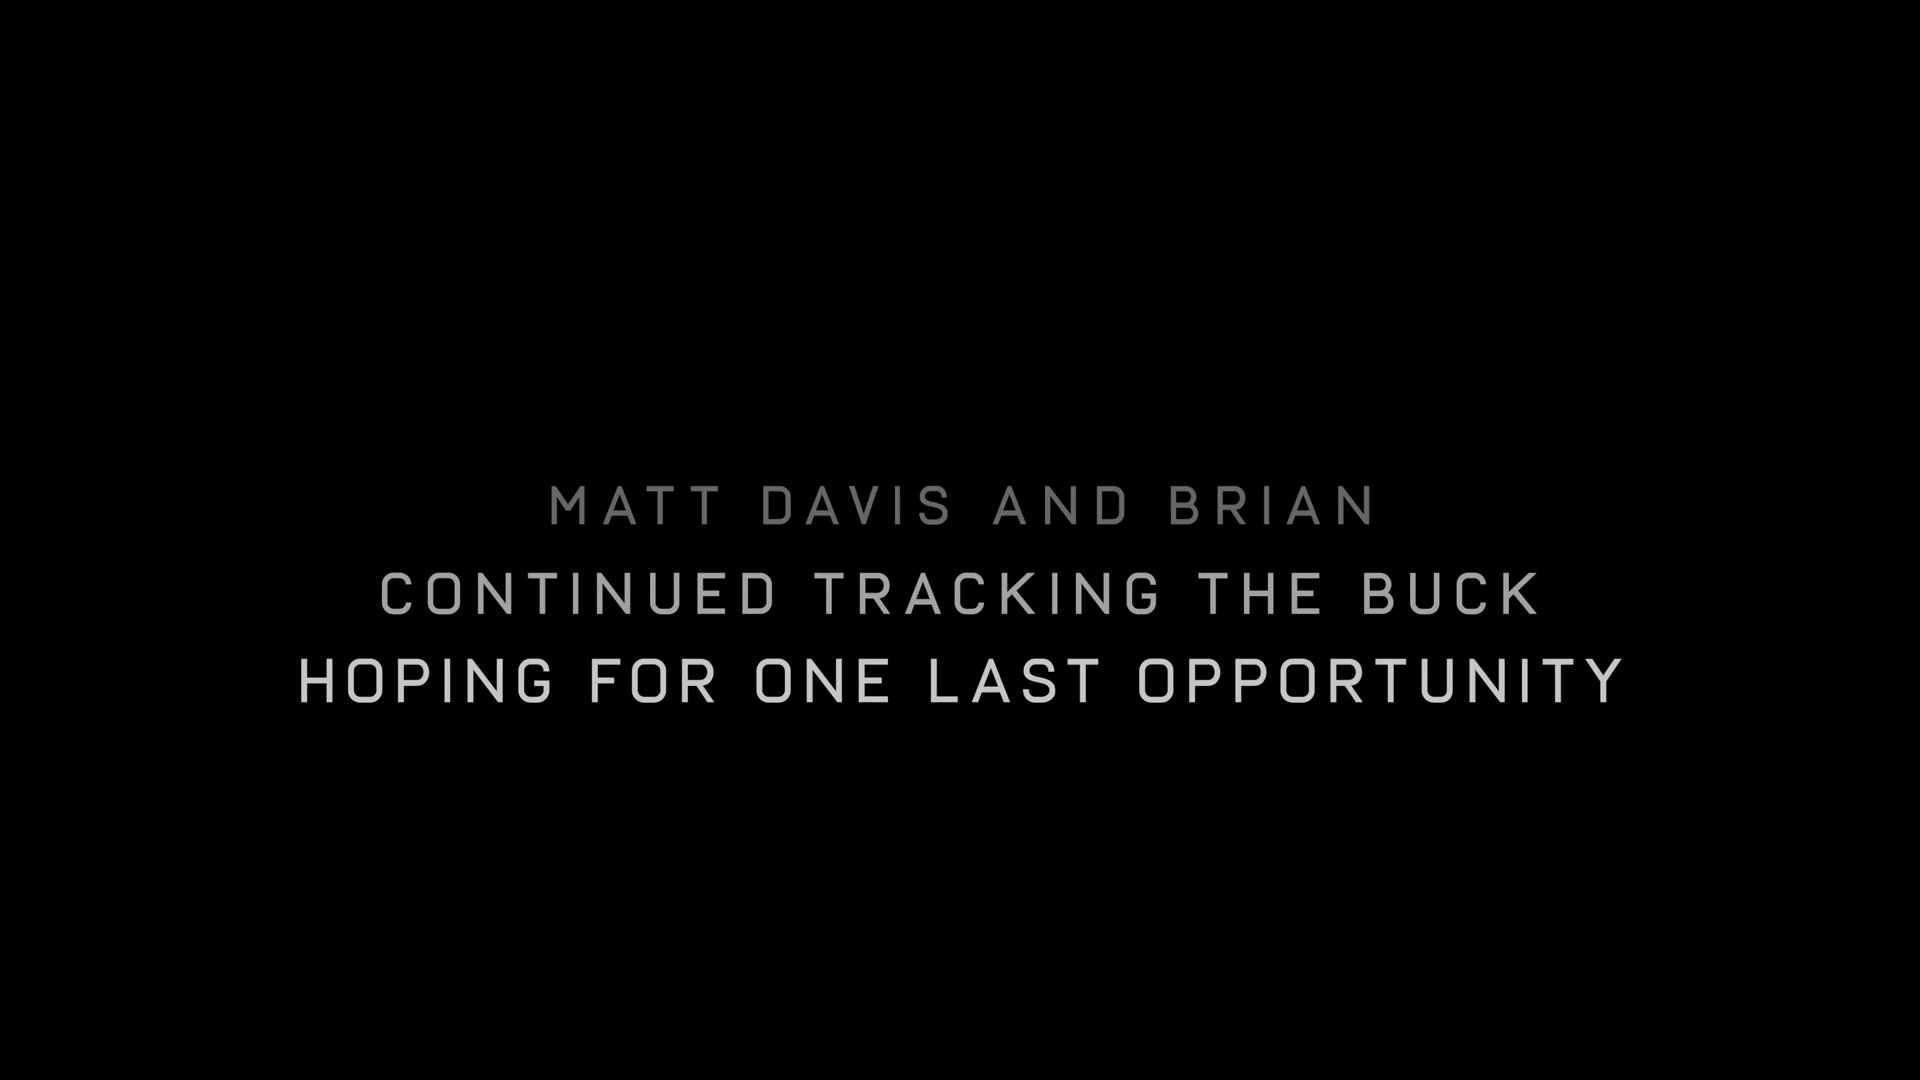 MATT DAVIS AND BRIAN
CONTINUED TRACKING THE BUCK
HOPING FOR ONE LAST OPPORTUNITY